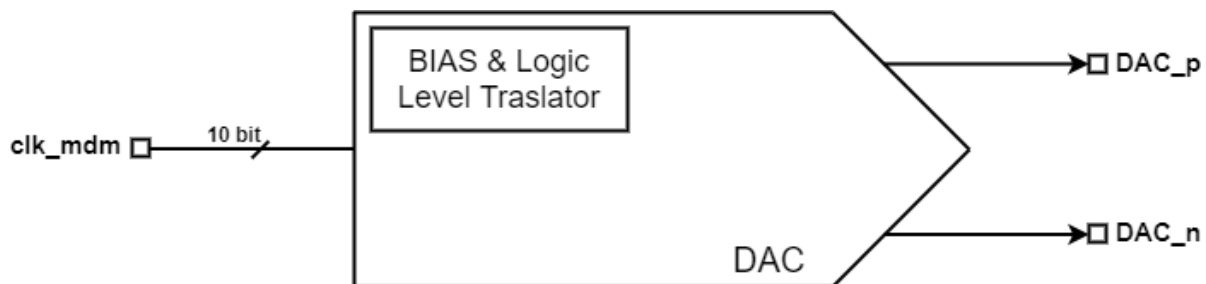 BIAS & Logic
Level Traslator
DAC_p
10 bit
clk_mdm
DAC_n
DAC